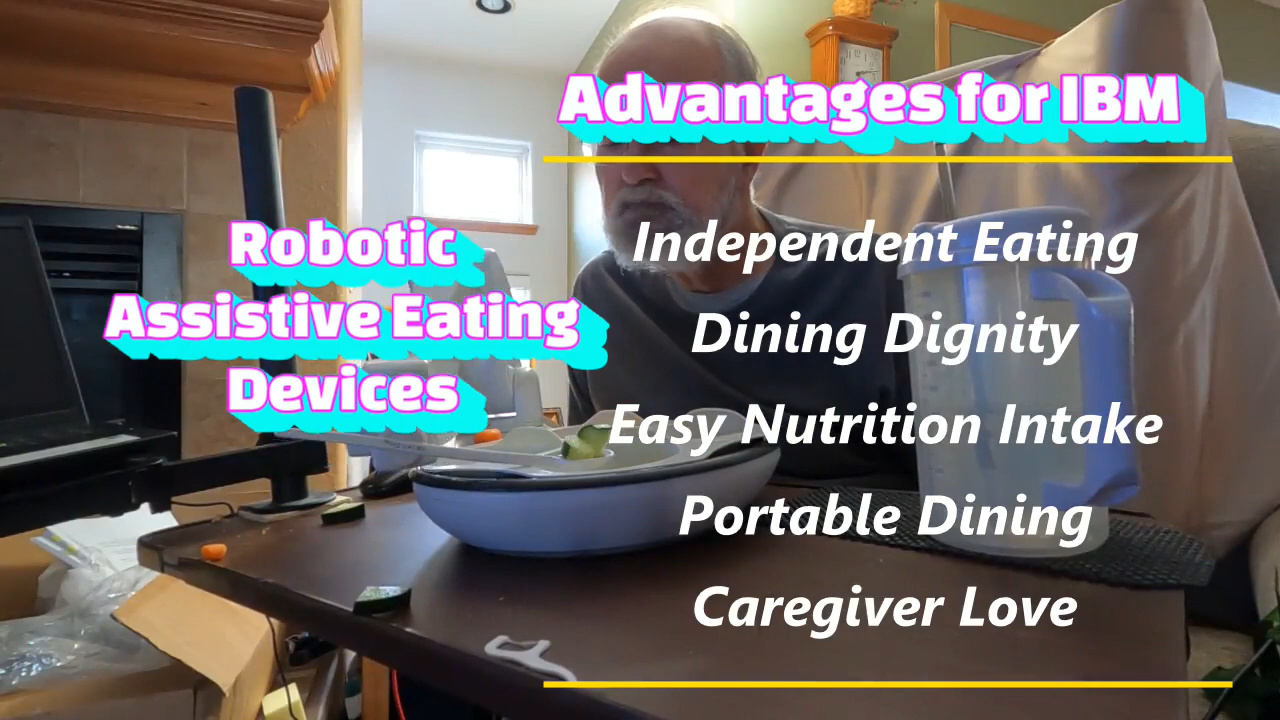 Advantages for IBM
Robotic
Assistive Eating
Devices
Independent Eating
Dining Dignity
Easy Nutrition Intake
Portable Dining
Caregiver Love